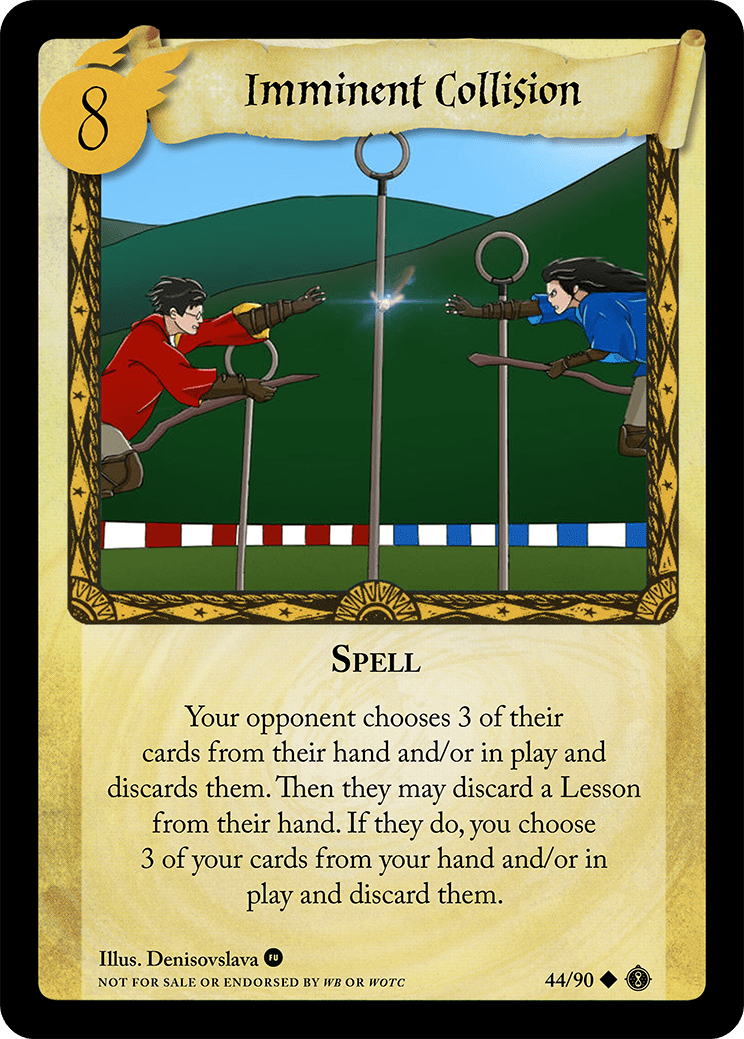 8
Imminent Collision
Spell
Your opponent chooses 3 of their
cards from their hand and/or in play and
discards them. Then they may discard a Lesson
from their hand. If they do, you choose
3 of your cards from your hand and/or in
play and discard them.
Illus. Denisovslava FU
NOT FOR SALE OR ENDORSED BY WB OR WOTC
44/90